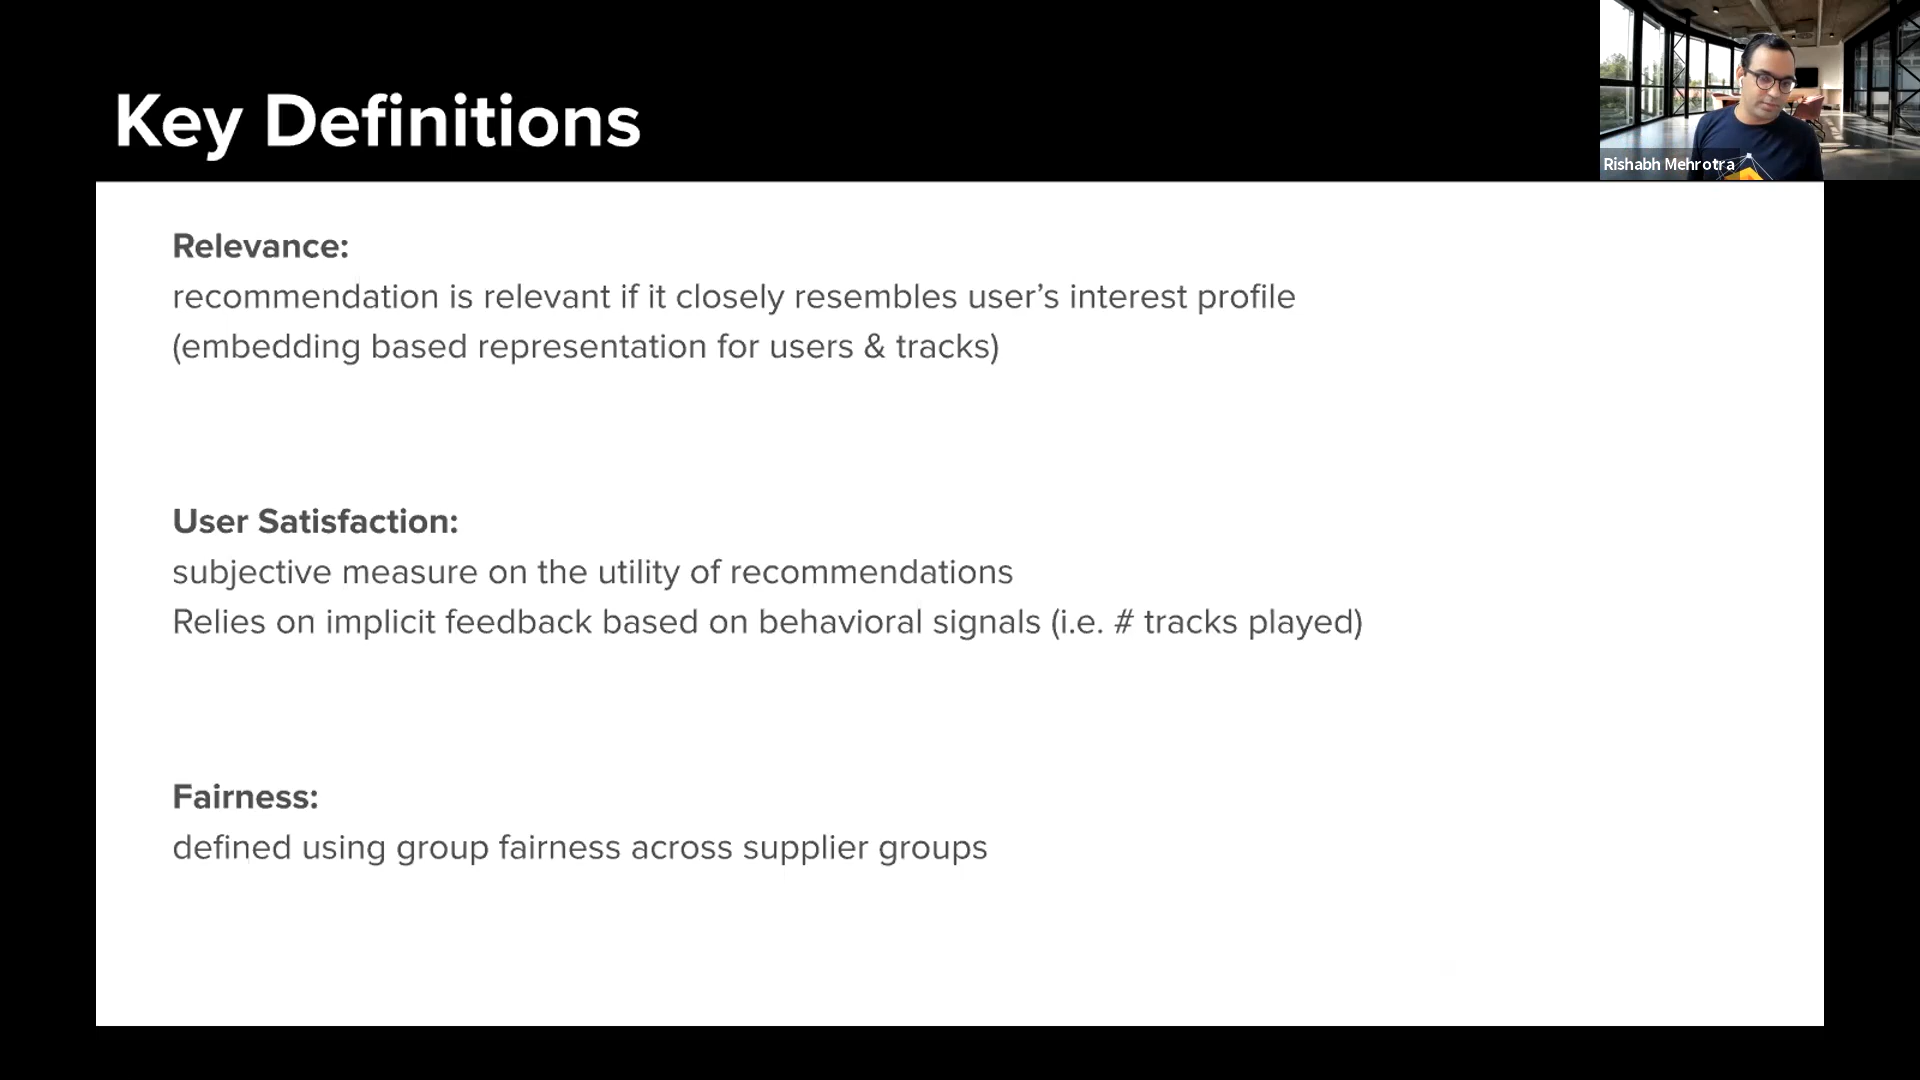 Key Definitions
Rishabh Mehrotra
Relevance:
recommendation is relevant if it closely resembles user’s interest profile
(embedding based representation for users & tracks)
User Satisfaction:
subjective measure on the utility of recommendations
Relies on implicit feedback based on behavioral signals (i.e. # tracks played)
Fairness:
defined using group fairness across supplier groups